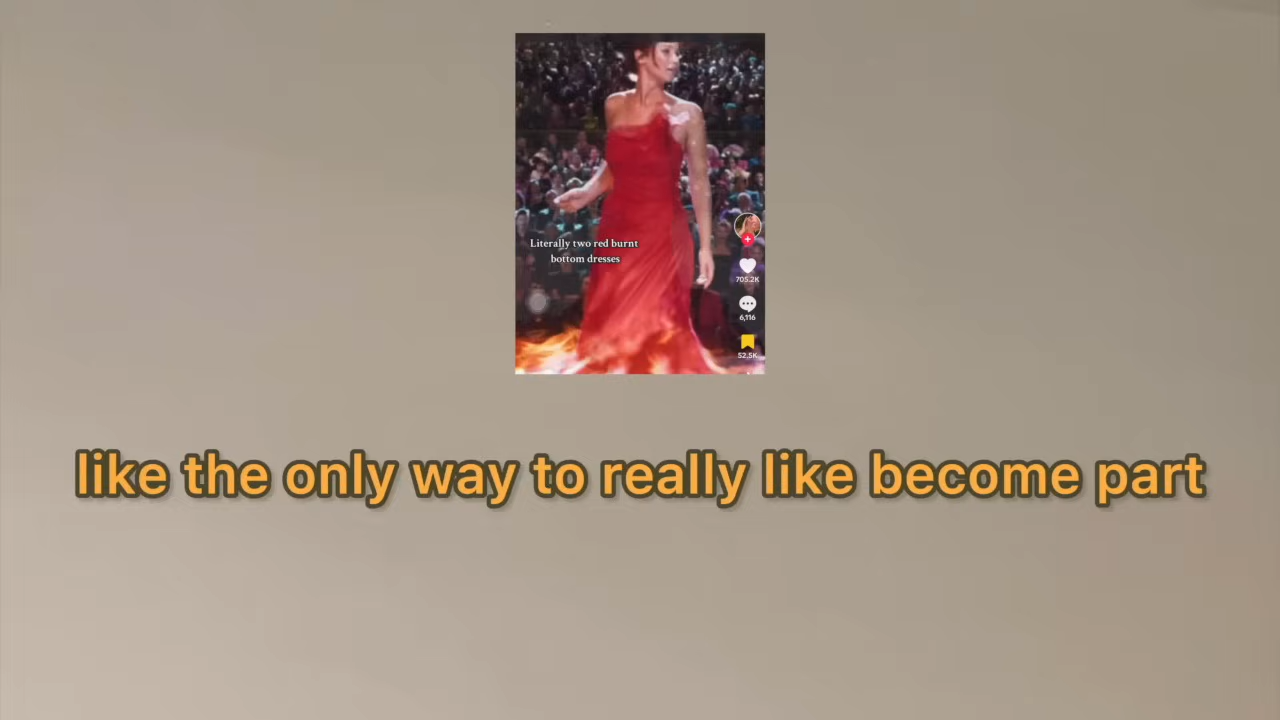 Literally two red burnt
bottom dresses
705.2K
6,116
52.5K
like the only way to really like become part